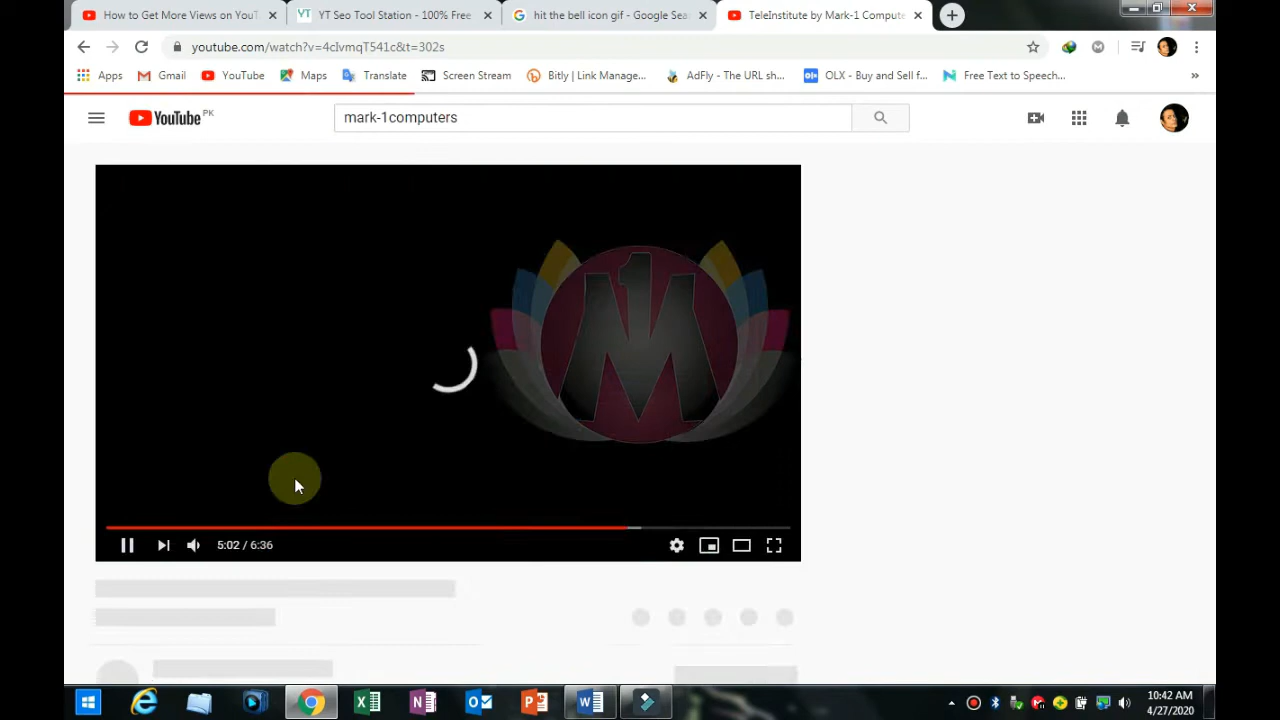 How to Get More Views on YouT
YT Seo Tool Station - 100% Free
hit the bell icon gif - Google Sea
TeleInstitute by Mark-1 Compute
youtube.com/watch?v=4cIvmqT541c&t=302s
Apps
Gmail
YouTube
Maps
Translate
Screen Stream
Bitly | Link Manage...
AdFly - The URL sh...
OLX - Buy and Sell f...
Free Text to Speech...
YouTube PK
mark-1computers
M1
5:02 / 6:36
10:42 AM
4/27/2020